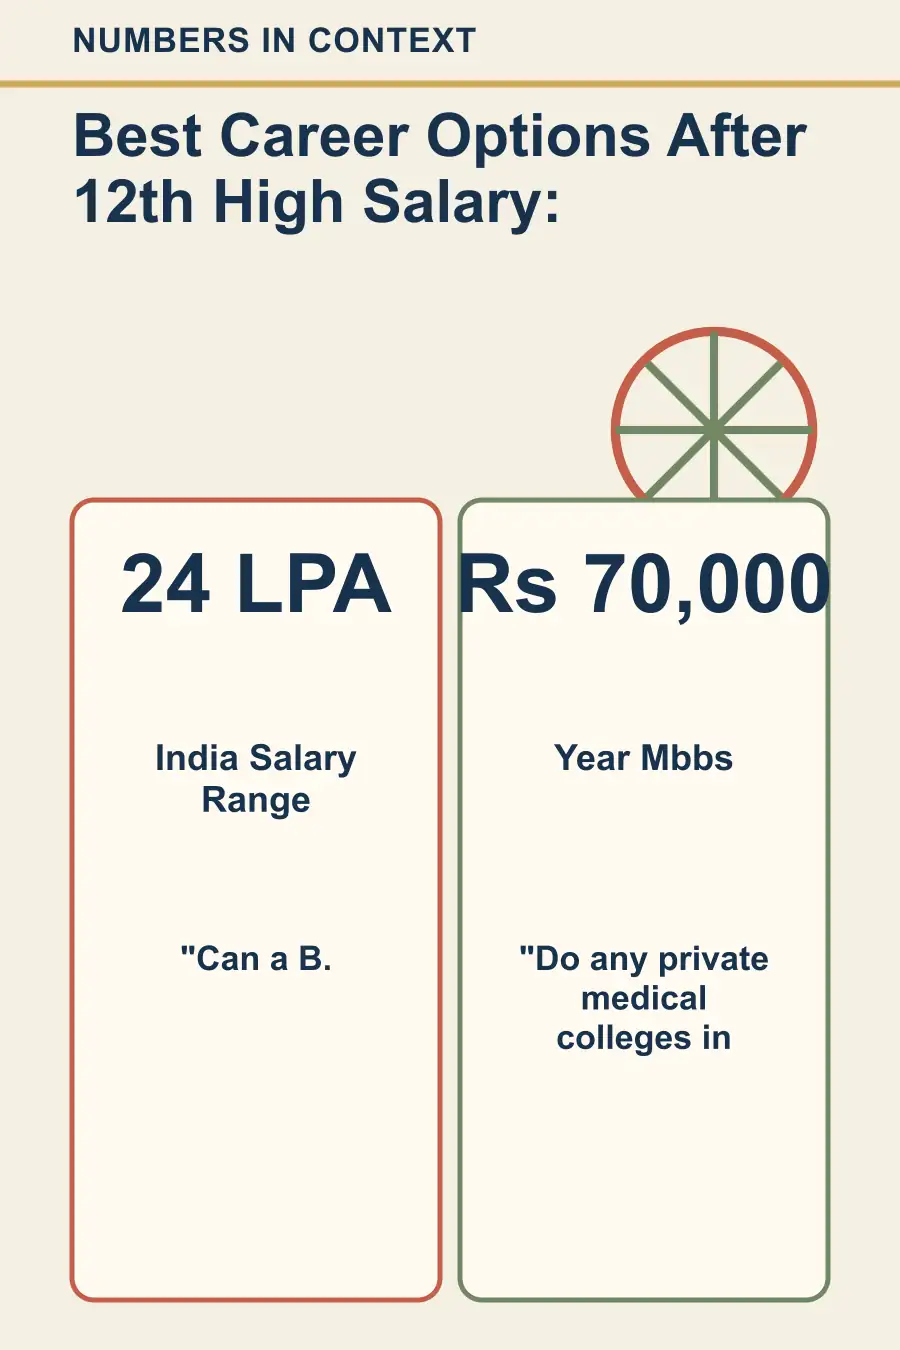 NUMBERS IN CONTEXT
Best Career Options After
12th High Salary:
24 LPA
India Salary
Range
"Can a B.
Rs 70,000
Year Mbbs
"Do any private
medical
colleges in